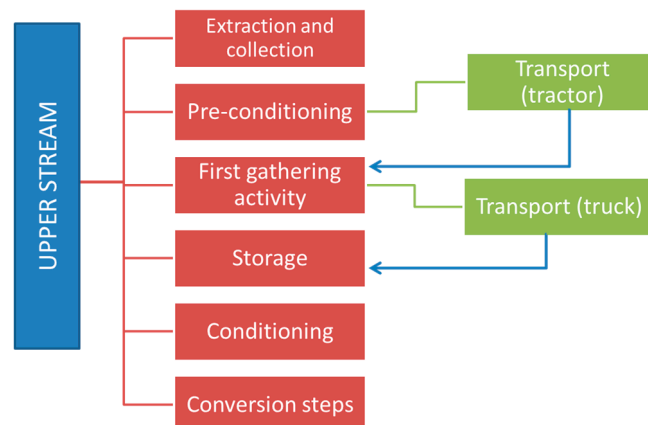 UPPER STREAM
Extraction and
collection
Pre-conditioning
Transport
(tractor)
First gathering
activity
Transport (truck)
Storage
Conditioning
Conversion steps